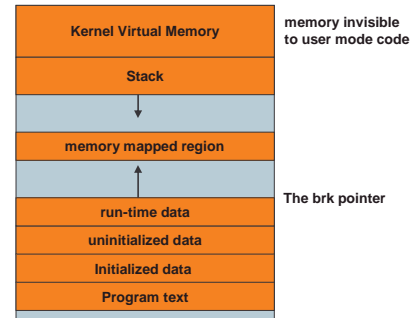 Kernel Virtual Memory
memory invisible
to user mode code
Stack
memory mapped region
The brk pointer
run-time data
uninitialized data
Initialized data
Program text